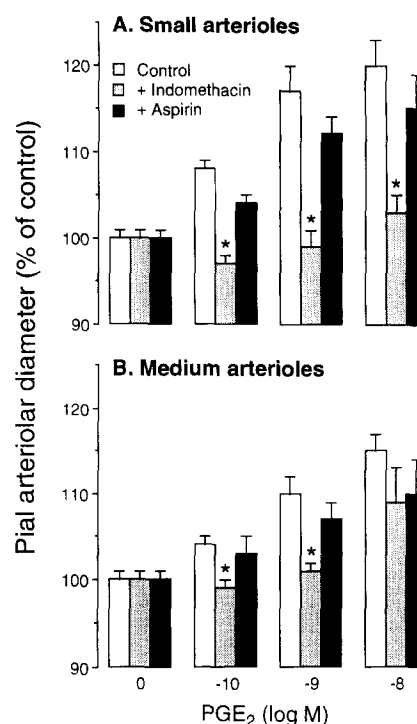 A. Small arterioles
Control
+ Indomethacin
+ Aspirin
120
110
100
90
*
*
*
Pial arteriolar diameter (% of control)
B. Medium arterioles
120
110
100
90
*
*
0
-10
-9
-8
PGE₂ (log M)